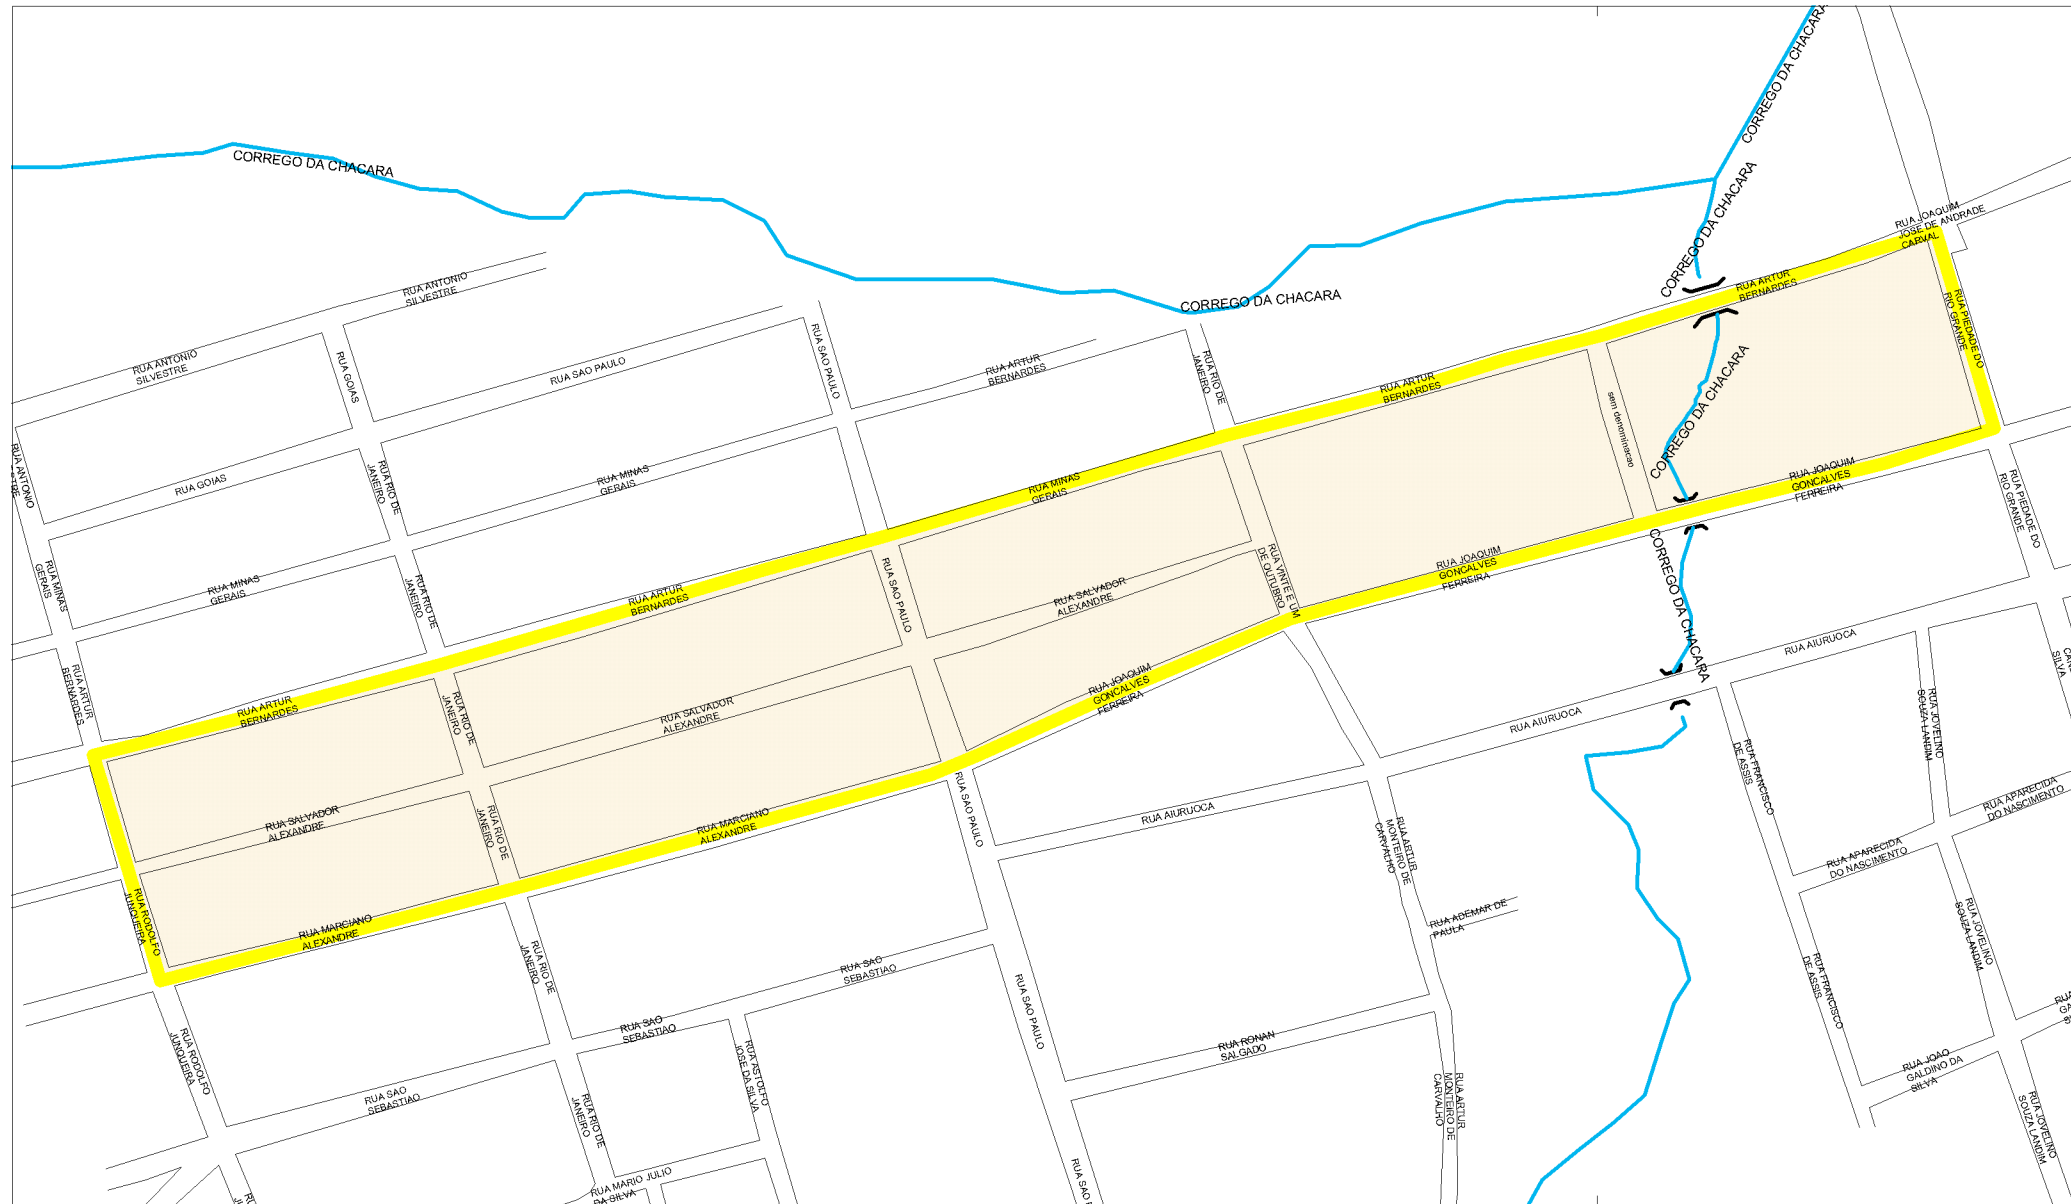 CORREGO DA CHACARA
CORREGO DA CHACARA
CORREGO DA CHACARA
CORREGO DA CHACARA
RUA JOAQUIM
JOSE DE ANDRADE
CARVAL
RUA ANTONIO
SILVESTRE
RUA ARTUR
BERNARDES
CORREGO DA CHACARA
RUA PIEDADE DO
RIO GRANDE
RUA ANTONIO
SILVESTRE
RUA GOIAS
RUA SAO PAULO
RUA SAO PAULO
RUA ARTUR
BERNARDES
RUA RIO DE
JANEIRO
RUA ARTUR
BERNARDES
sem denominacao
CORREGO DA CHACARA
RUA ANTONIO
RUA GOIAS
RUA RIO DE
JANEIRO
RUA MINAS
GERAIS
RUA MINAS
GERAIS
RUA JOAQUIM
GONCALVES
FERREIRA
RUA PIEDADE DO
RIO GRANDE
RUA MINAS
GERAIS
RUA MINAS
GERAIS
RUA RIO DE
JANEIRO
RUA ARTUR
BERNARDES
RUA SAO PAULO
RUA SALVADOR
ALEXANDRE
RUA VINTE E UM
DE OUTUBRO
RUA JOAQUIM
GONCALVES
FERREIRA
CORREGO DA CHACARA
RUA AIURUOCA
RUA ARTUR
BERNARDES
RUA ARTUR
BERNARDES
RUA RIO DE
JANEIRO
RUA SALVADOR
ALEXANDRE
RUA JOAQUIM
GONCALVES
FERREIRA
RUA AIURUOCA
RUA JOVELINO
SOUZA LANDIM
SILVA
RUA SALVADOR
ALEXANDRE
RUA RIO DE
JANEIRO
RUA MARCIANO
ALEXANDRE
RUA SAO PAULO
RUA AIURUOCA
RUA ARTUR
MONTEIRO DE
CARVALHO
RUA FRANCISCO
DE ASSIS
RUA APARECIDA
DO NASCIMENTO
RUA APARECIDA
DO NASCIMENTO
RUA RODOLFO
JUNQUEIRA
RUA MARCIANO
ALEXANDRE
RUA RIO DE
JANEIRO
RUA SAO
SEBASTIAO
RUA ADEMAR DE
PAULA
RUA FRANCISCO
DE ASSIS
RUA JOVELINO
SOUZA LANDIM
RUA RODOLFO
JUNQUEIRA
RUA SAO
SEBASTIAO
RUA SAO PAULO
RUA RONAN
SALGADO
RUA SAO
SEBASTIAO
RUA RIO DE
JANEIRO
RUA ASTOLFO
JOSE DA SILVA
RUA ARTUR
MONTEIRO DE
CARVALHO
RUA JOAO
GALDINO DA
SILVA
RUA JOVELINO
SOUZA LANDIM
RUA MARIO JULIO
DA SILVA
RUA SAO